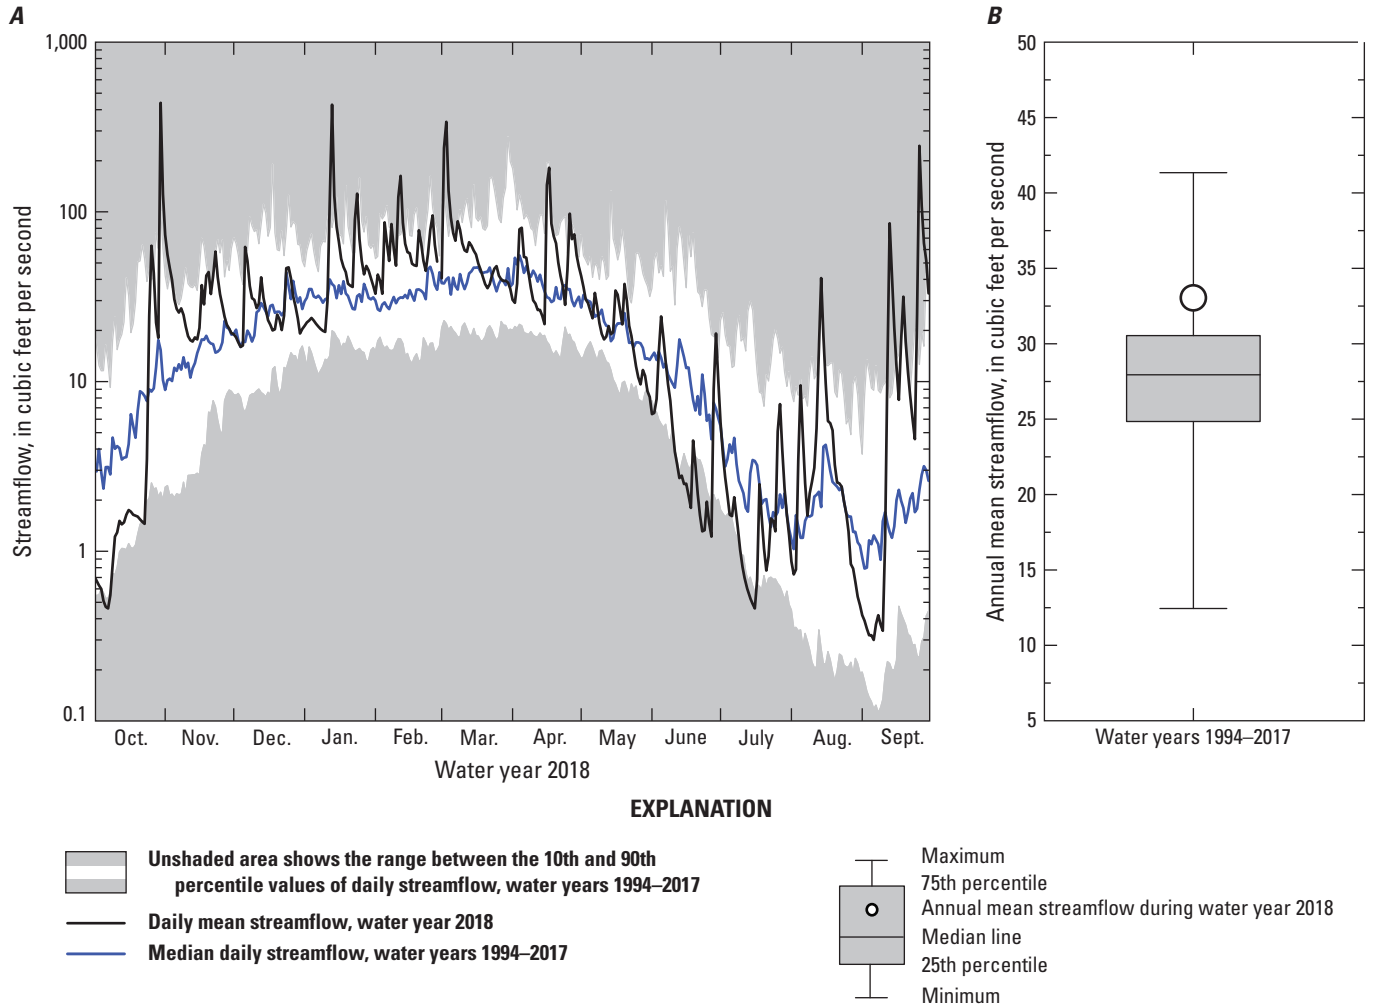 A
Streamflow, in cubic feet per second
1,000
100
10
1
0.1
Oct. Nov. Dec. Jan. Feb. Mar. Apr. May June July Aug. Sept.
Water year 2018
B
Annual mean streamflow, in cubic feet per second
50
45
40
35
30
25
20
15
10
5
Water years 1994–2017
EXPLANATION
Unshaded area shows the range between the 10th and 90th
percentile values of daily streamflow, water years 1994–2017
Daily mean streamflow, water year 2018
Median daily streamflow, water years 1994–2017
Maximum
75th percentile
Annual mean streamflow during water year 2018
Median line
25th percentile
Minimum